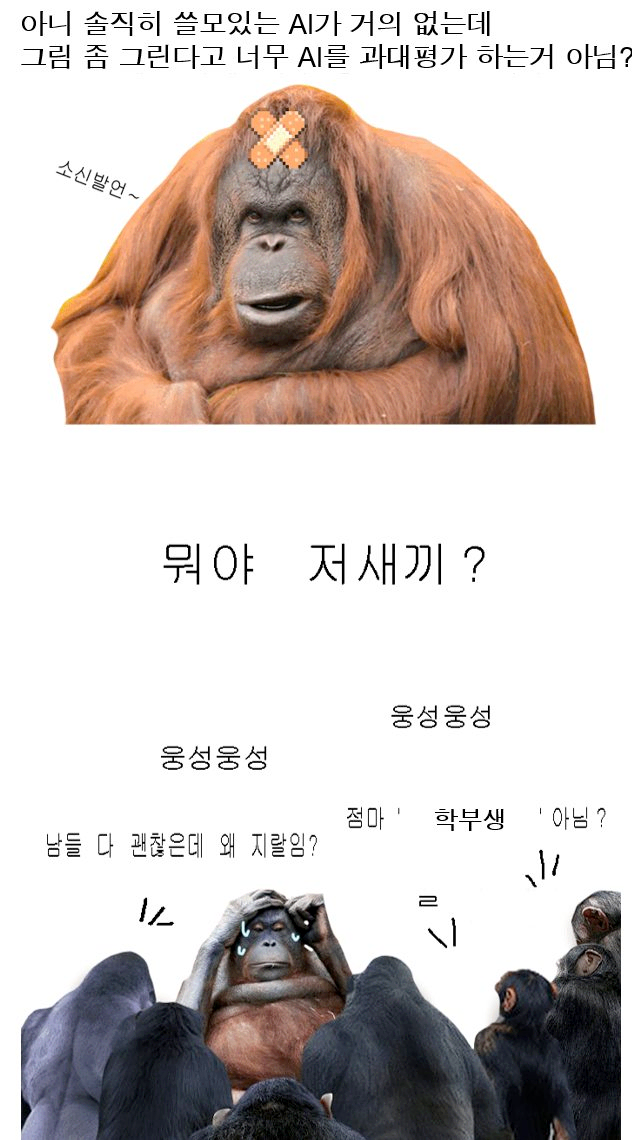 아니 솔직히 쓸모있는 AI가 거의 없는데
그림 좀 그린다고 너무 AI를 과대평가 하는거 아님?
소신발언~
뭐야 저새끼?
웅성웅성
웅성웅성
점마 ' 학부생 ' 아님?
남들 다 괜찮은데 왜 지랄임?
ㄹ